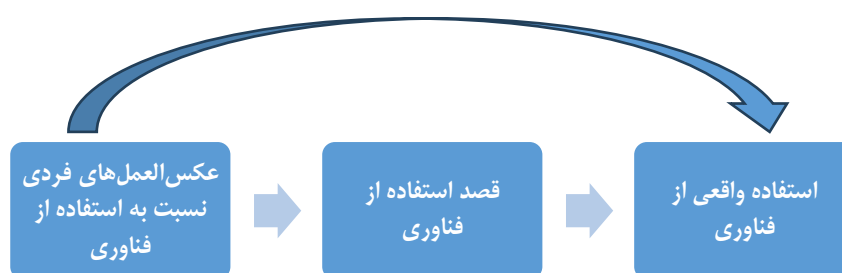 عکس‌العمل‌های فردی
نسبت به استفاده از
فناوری
قصد استفاده از
فناوری
استفاده واقعی از
فناوری